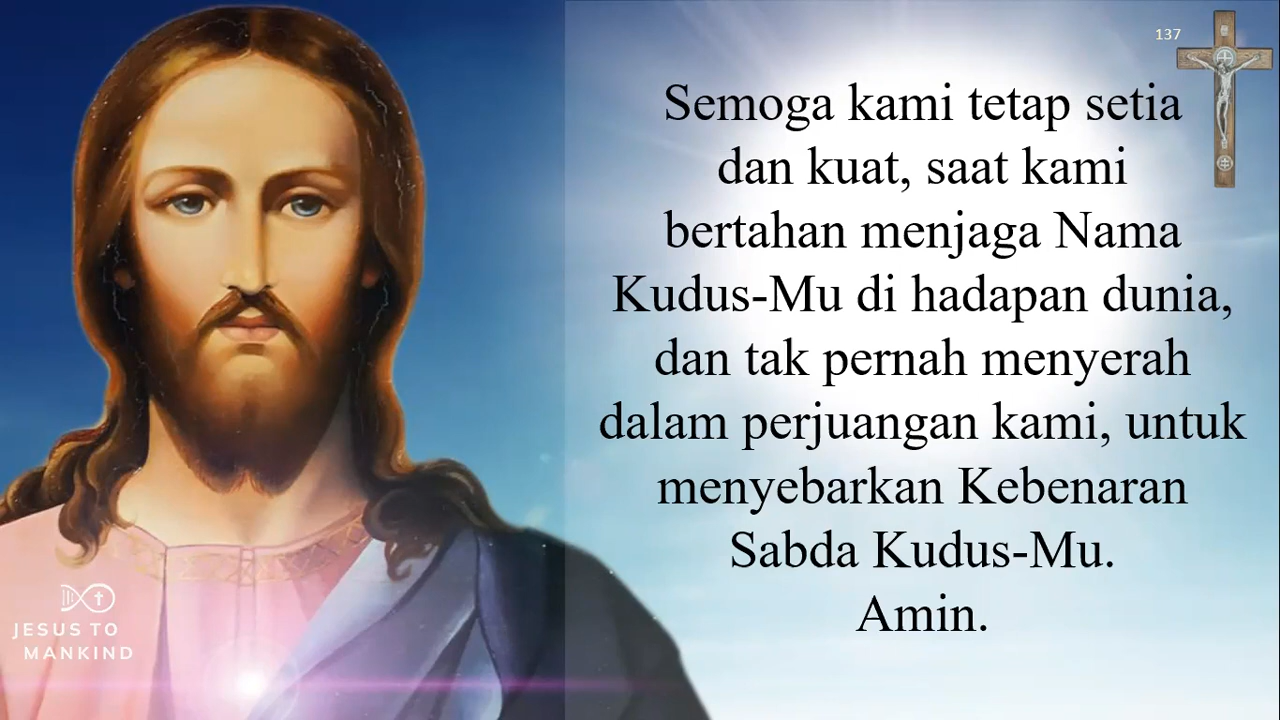 137
Semoga kami tetap setia
dan kuat, saat kami
bertahan menjaga Nama
Kudus-Mu di hadapan dunia,
dan tak pernah menyerah
dalam perjuangan kami, untuk
menyebarkan Kebenaran
Sabda Kudus-Mu.
Amin.
JESUS TO
MANKIND